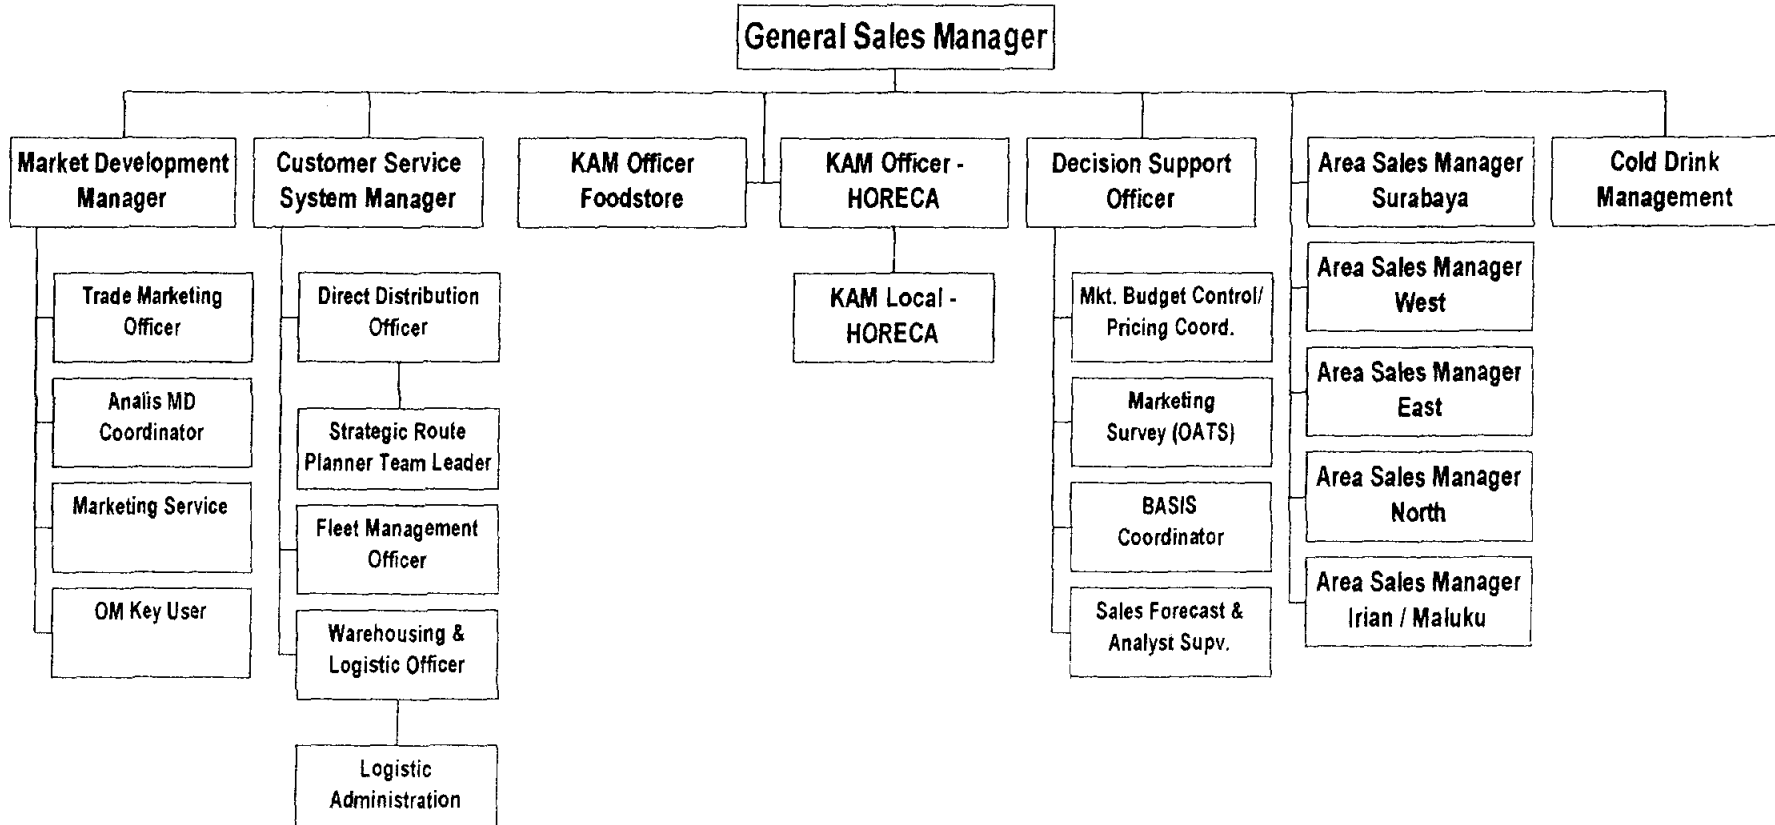 General Sales Manager
Market Development
Manager
Customer Service
System Manager
KAM Officer
Foodstore
KAM Officer -
HORECA
Decision Support
Officer
Area Sales Manager
Surabaya
Cold Drink
Management
Trade Marketing
Officer
Analis MD
Coordinator
Marketing Service
OM Key User
Direct Distribution
Officer
Strategic Route
Planner Team Leader
Fleet Management
Officer
Warehousing &
Logistic Officer
Logistic
Administration
KAM Local -
HORECA
Mkt. Budget Control/
Pricing Coord.
Marketing
Survey (OATS)
BASIS
Coordinator
Sales Forecast &
Analyst Supv.
Area Sales Manager
West
Area Sales Manager
East
Area Sales Manager
North
Area Sales Manager
Irian / Maluku